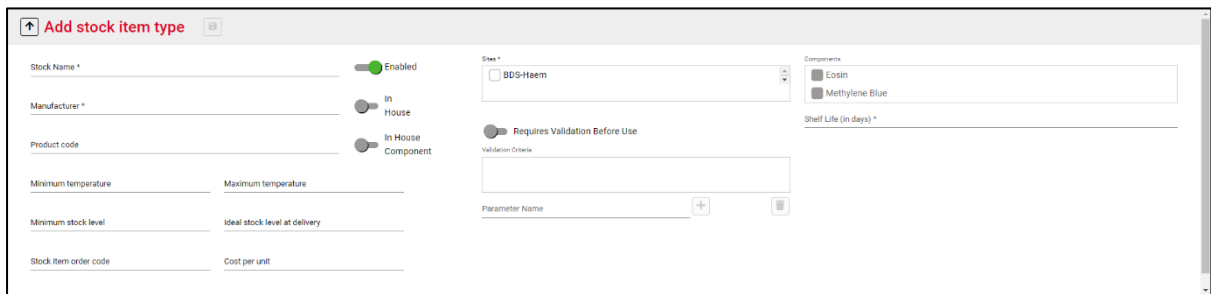 Add stock item type
Stock Name *
Enabled
Manufacturer *
In
House
Product code
In House
Component
Minimum temperature
Maximum temperature
Minimum stock level
Ideal stock level at delivery
Stock item order code
Cost per unit
Sites *
BDS-Haem
Requires Validation Before Use
Validation Criteria
Parameter Name
Components
Eosin
Methylene Blue
Shelf Life (in days) *